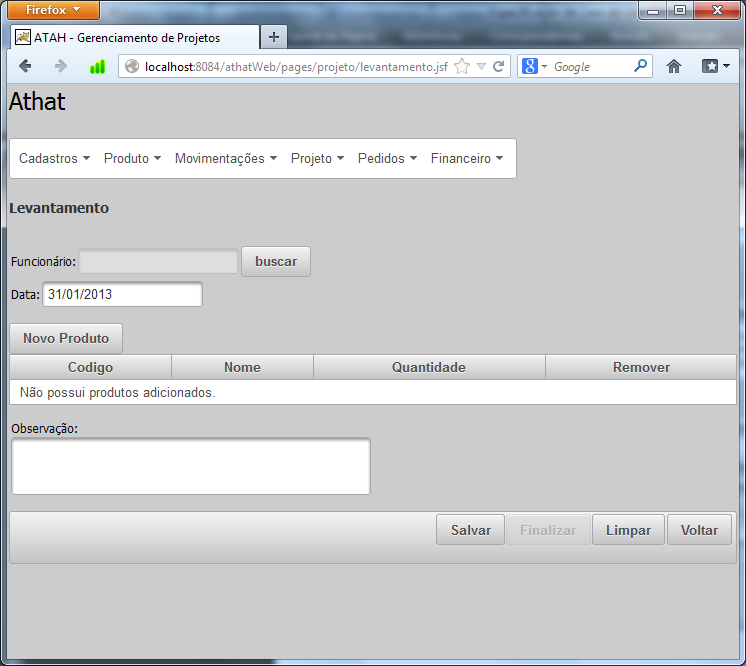 Firefox
ATAH - Gerenciamento de Projetos
localhost:8084/athatWeb/pages/projeto/levantamento.jsf
Google
Athat
Cadastros Produto Movimentações Projeto Pedidos Financeiro
Levantamento
Funcionário: buscar
Data: 31/01/2013
Novo Produto
Codigo Nome Quantidade Remover
Não possui produtos adicionados.
Observação:
Salvar Finalizar Limpar Voltar